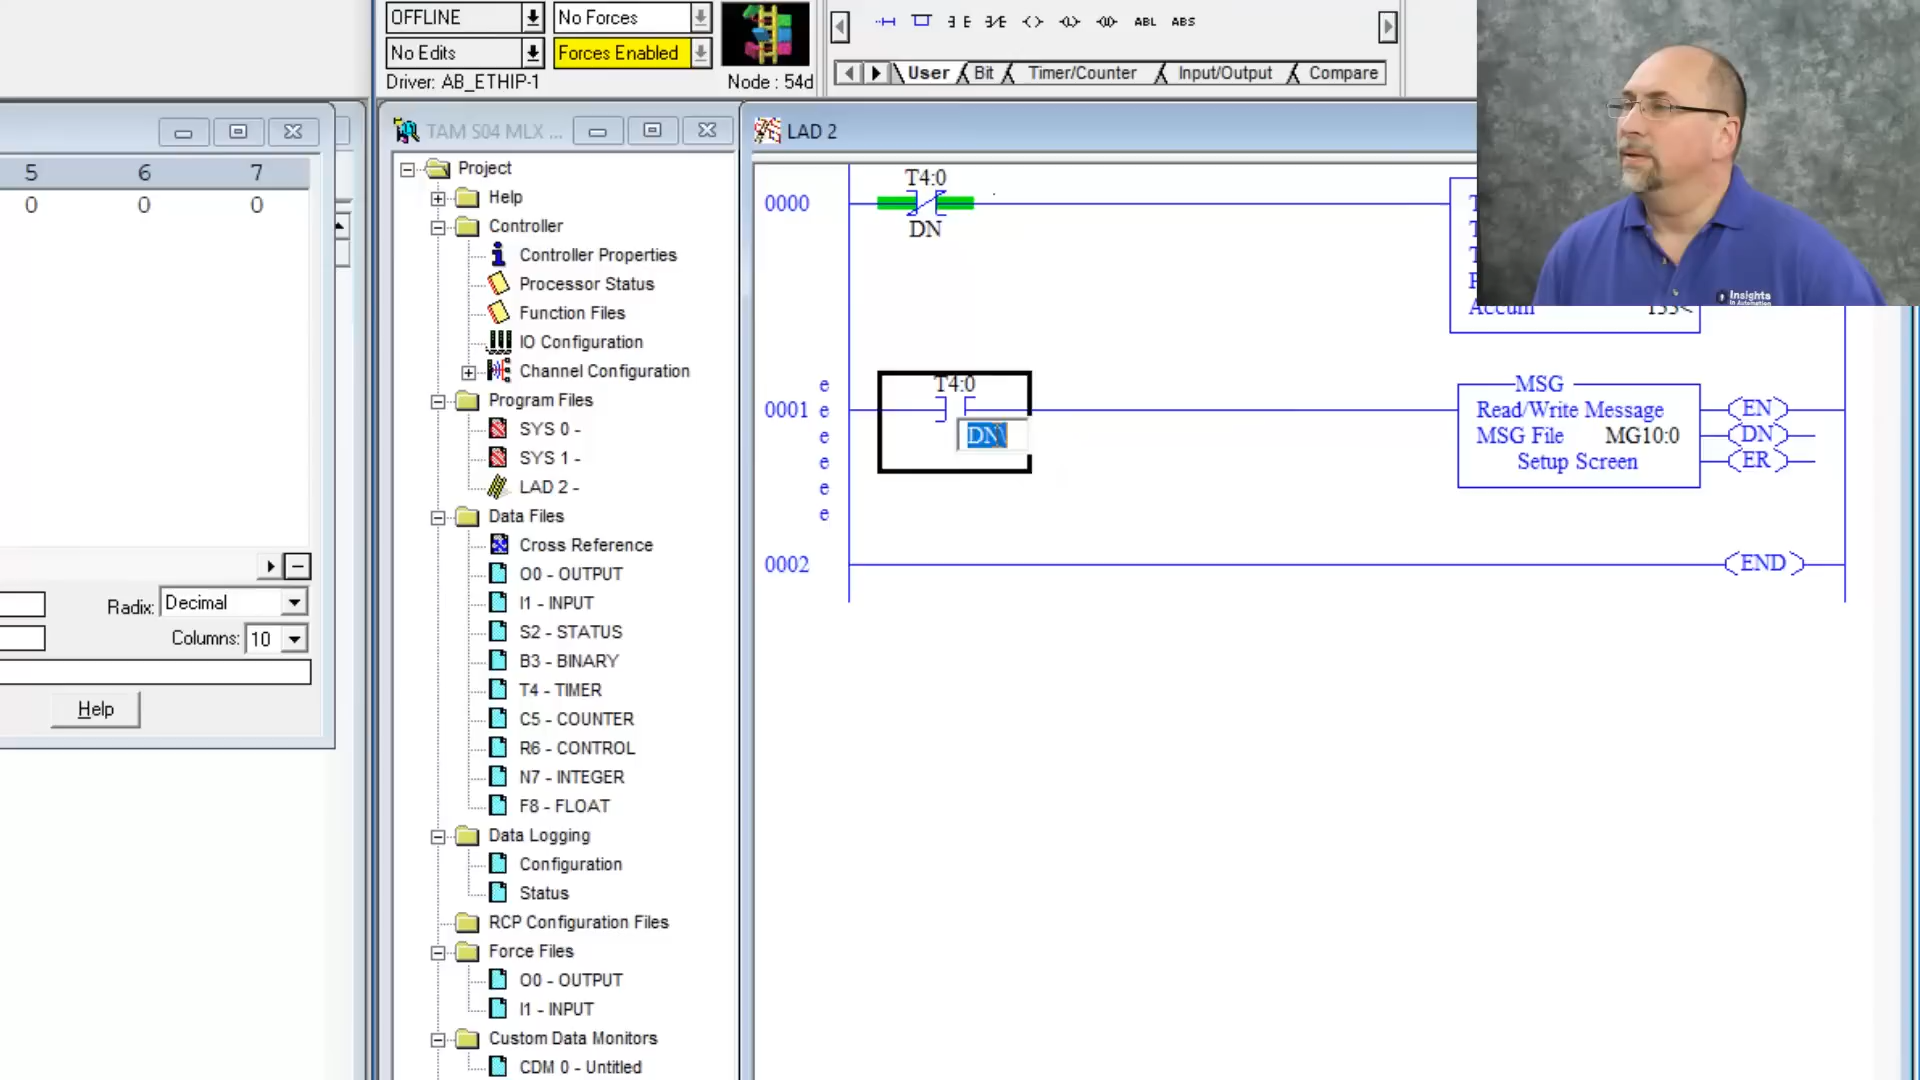 OFFLINE
No Forces
No Edits
Forces Enabled
Driver: AB_ETHIP-1
Node : 54d
ABL ABS
User Bit Timer/Counter Input/Output Compare
5 6 7
0 0 0
Radix: Decimal
Columns: 10
Help
TAM S04 MLX ...
Project
Help
Controller
Controller Properties
Processor Status
Function Files
IO Configuration
Channel Configuration
Program Files
SYS 0 -
SYS 1 -
LAD 2 -
Data Files
Cross Reference
O0 - OUTPUT
I1 - INPUT
S2 - STATUS
B3 - BINARY
T4 - TIMER
C5 - COUNTER
R6 - CONTROL
N7 - INTEGER
F8 - FLOAT
Data Logging
Configuration
Status
RCP Configuration Files
Force Files
O0 - OUTPUT
I1 - INPUT
Custom Data Monitors
CDM 0 - Untitled
LAD 2
T4:0
0000
DN
Accum
e
T4:0
0001 e
e
DN
e
e
e
MSG
Read/Write Message
MSG File MG10:0
Setup Screen
EN
DN
ER
0002
END
Insights
In Automation